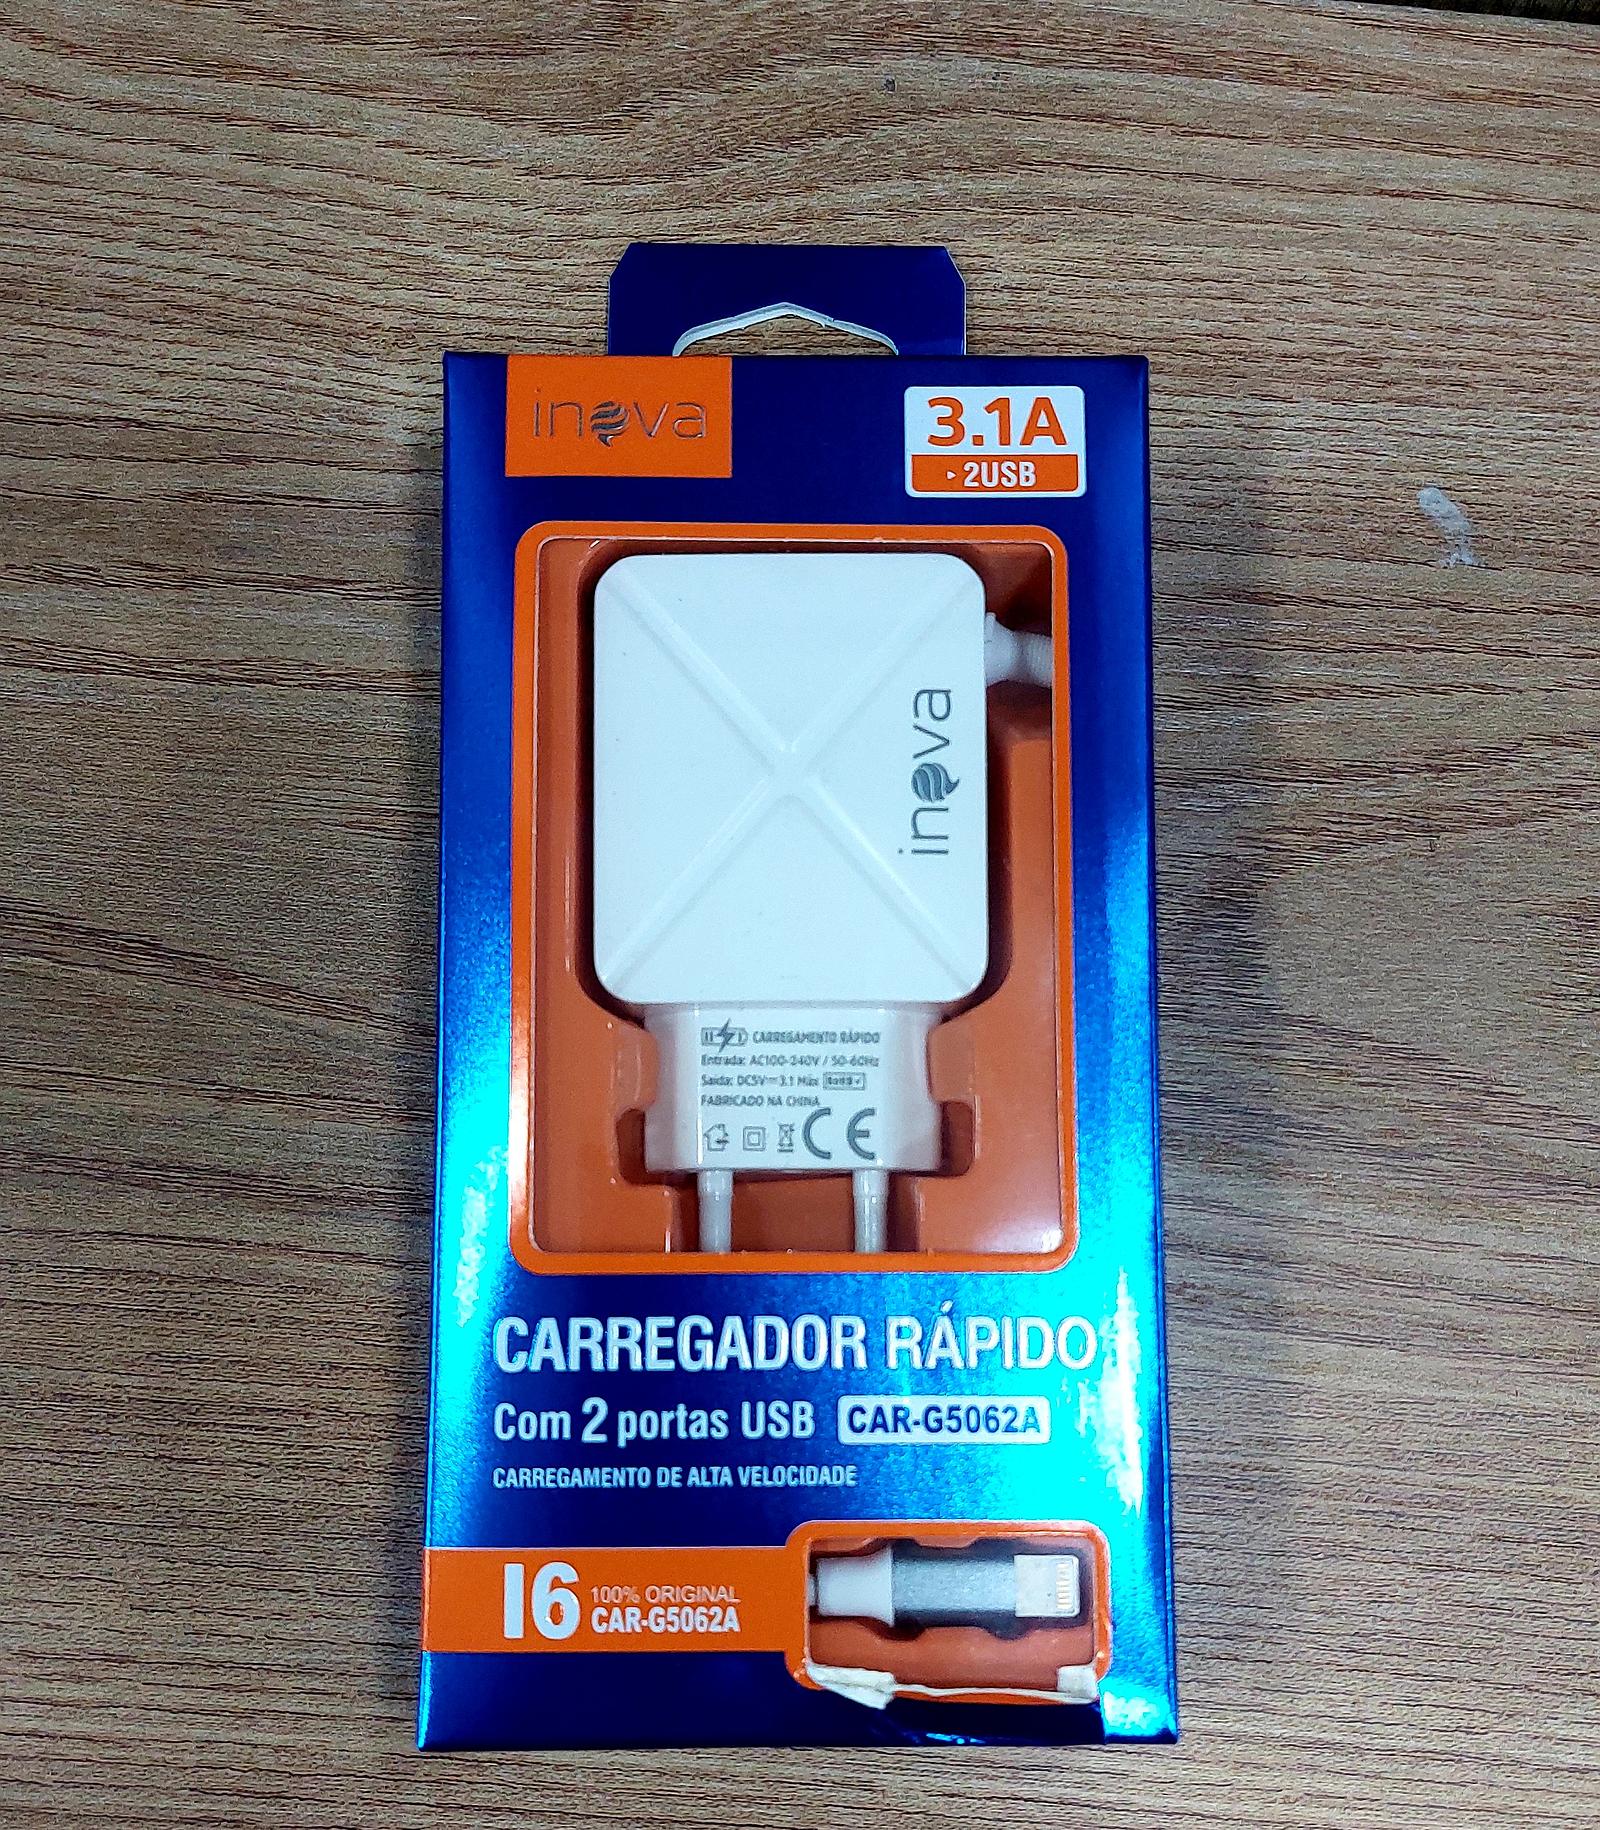 inova
3.1A
2USB
inova
CARREGAMENTO RÁPIDO
Entrada: AC100-240V / 50-60Hz
Saída: DC5V⎓3.1 Máx RoHS✓
FABRICADO NA CHINA
CE
CARREGADOR RÁPIDO
Com 2 portas USB CAR-G5062A
CARREGAMENTO DE ALTA VELOCIDADE
I6 100% ORIGINAL
CAR-G5062A